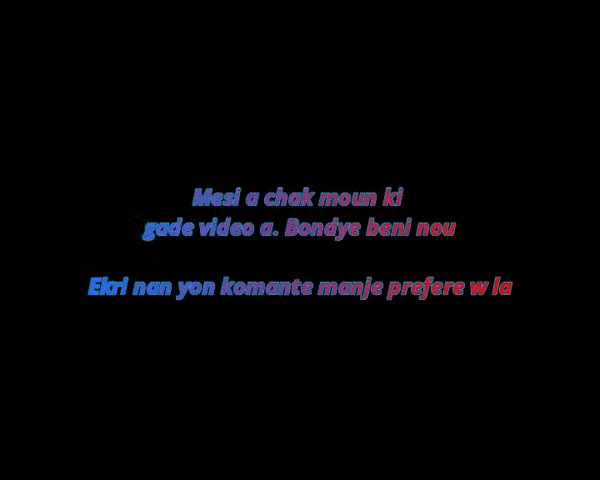 Mesi a chak moun ki
gade video a. Bondye beni nou
Ekri nan yon komante manje prefere w la